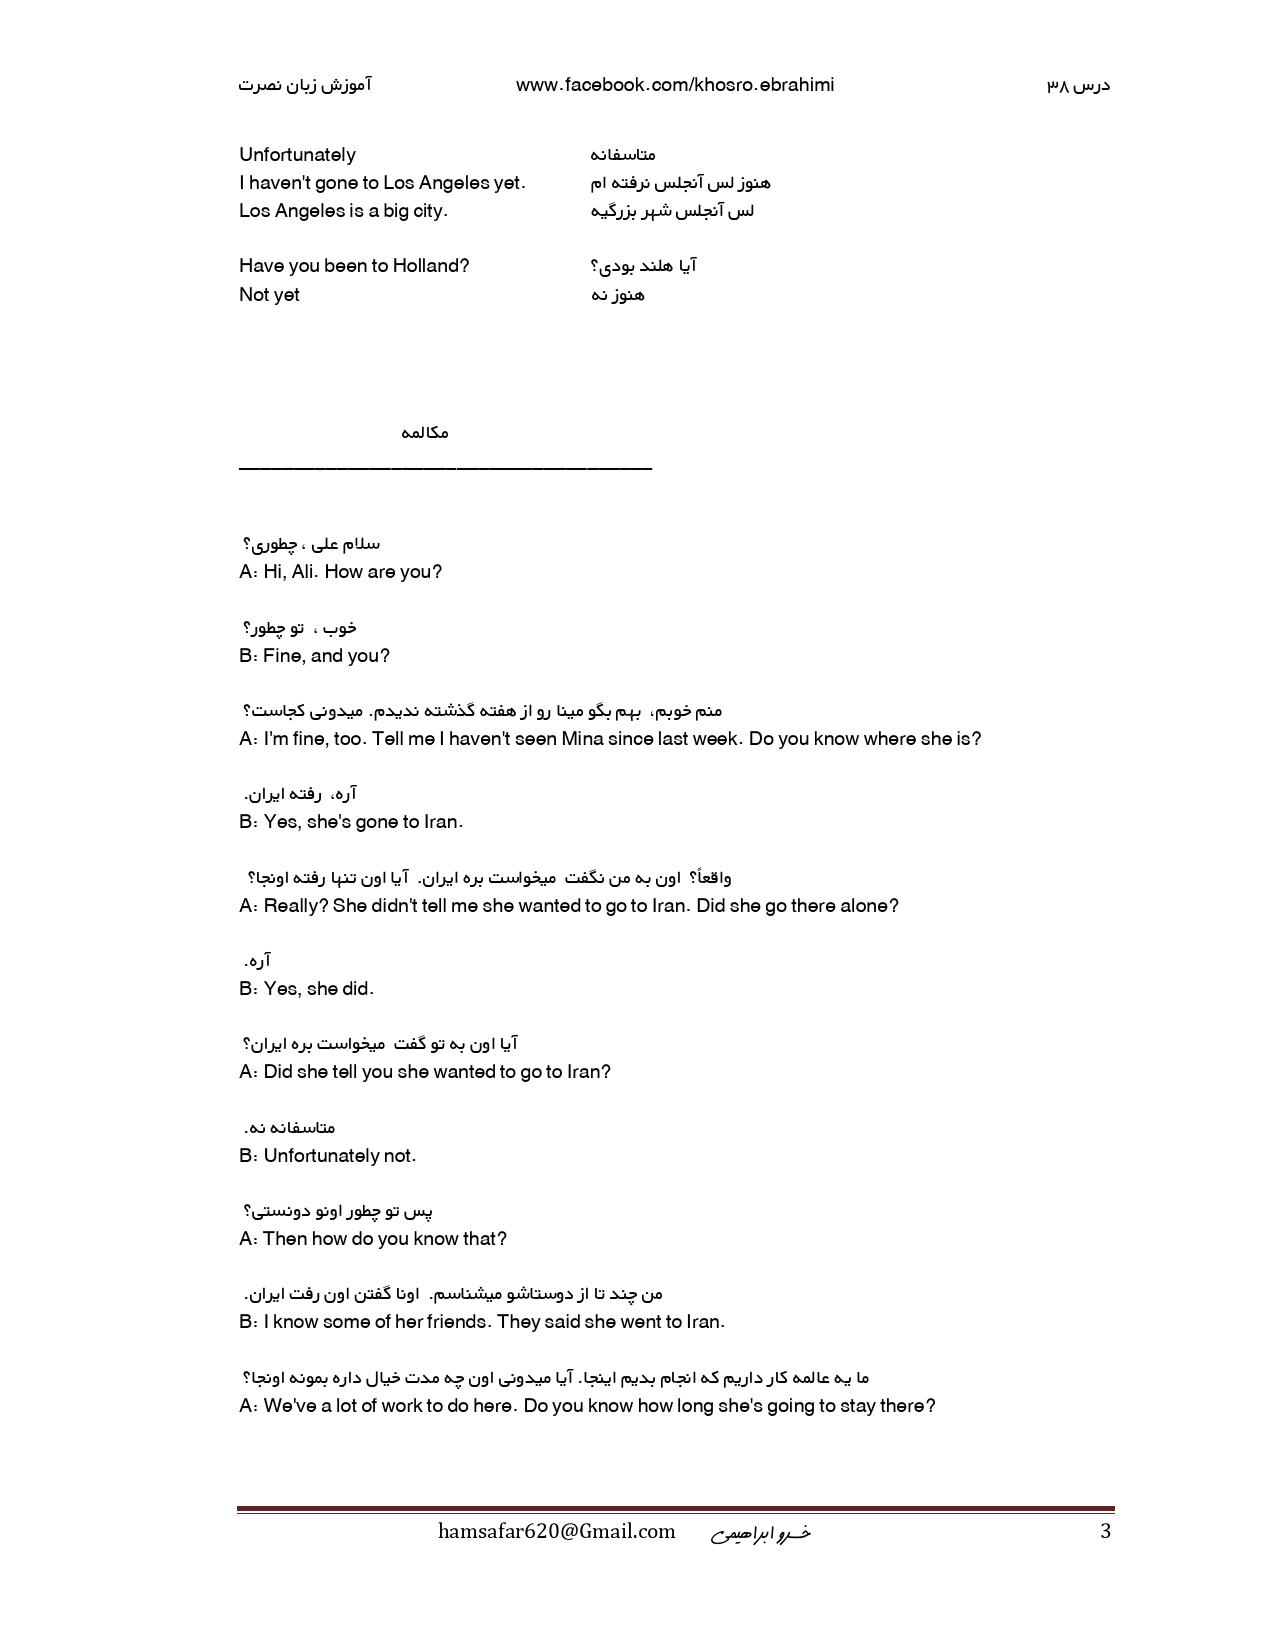 آموزش زبان نصرت www.facebook.com/khosro.ebrahimi درس ۳۸
Unfortunately متاسفانه
I haven't gone to Los Angeles yet. هنوز لس آنجلس نرفته ام
Los Angeles is a big city. لس آنجلس شهر بزرگیه
Have you been to Holland? آیا هلند بودی؟
Not yet هنوز نه
مکالمه
سلام علی ، چطوری؟
A: Hi, Ali. How are you?
خوب ، تو چطور؟
B: Fine, and you?
منم خوبم، بهم بگو مینا رو از هفته گذشته ندیدم. میدونی کجاست؟
A: I'm fine, too. Tell me I haven't seen Mina since last week. Do you know where she is?
آره، رفته ایران.
B: Yes, she's gone to Iran.
واقعاً؟ اون به من نگفت میخواست بره ایران. آیا اون تنها رفته اونجا؟
A: Really? She didn't tell me she wanted to go to Iran. Did she go there alone?
آره.
B: Yes, she did.
آیا اون به تو گفت میخواست بره ایران؟
A: Did she tell you she wanted to go to Iran?
متاسفانه نه.
B: Unfortunately not.
پس تو چطور اونو دونستی؟
A: Then how do you know that?
من چند تا از دوستاشو میشناسم. اونا گفتن اون رفت ایران.
B: I know some of her friends. They said she went to Iran.
ما یه عالمه کار داریم که انجام بدیم اینجا. آیا میدونی اون چه مدت خیال داره بمونه اونجا؟
A: We've a lot of work to do here. Do you know how long she's going to stay there?
hamsafar620@Gmail.com خسرو ابراهیمی 3